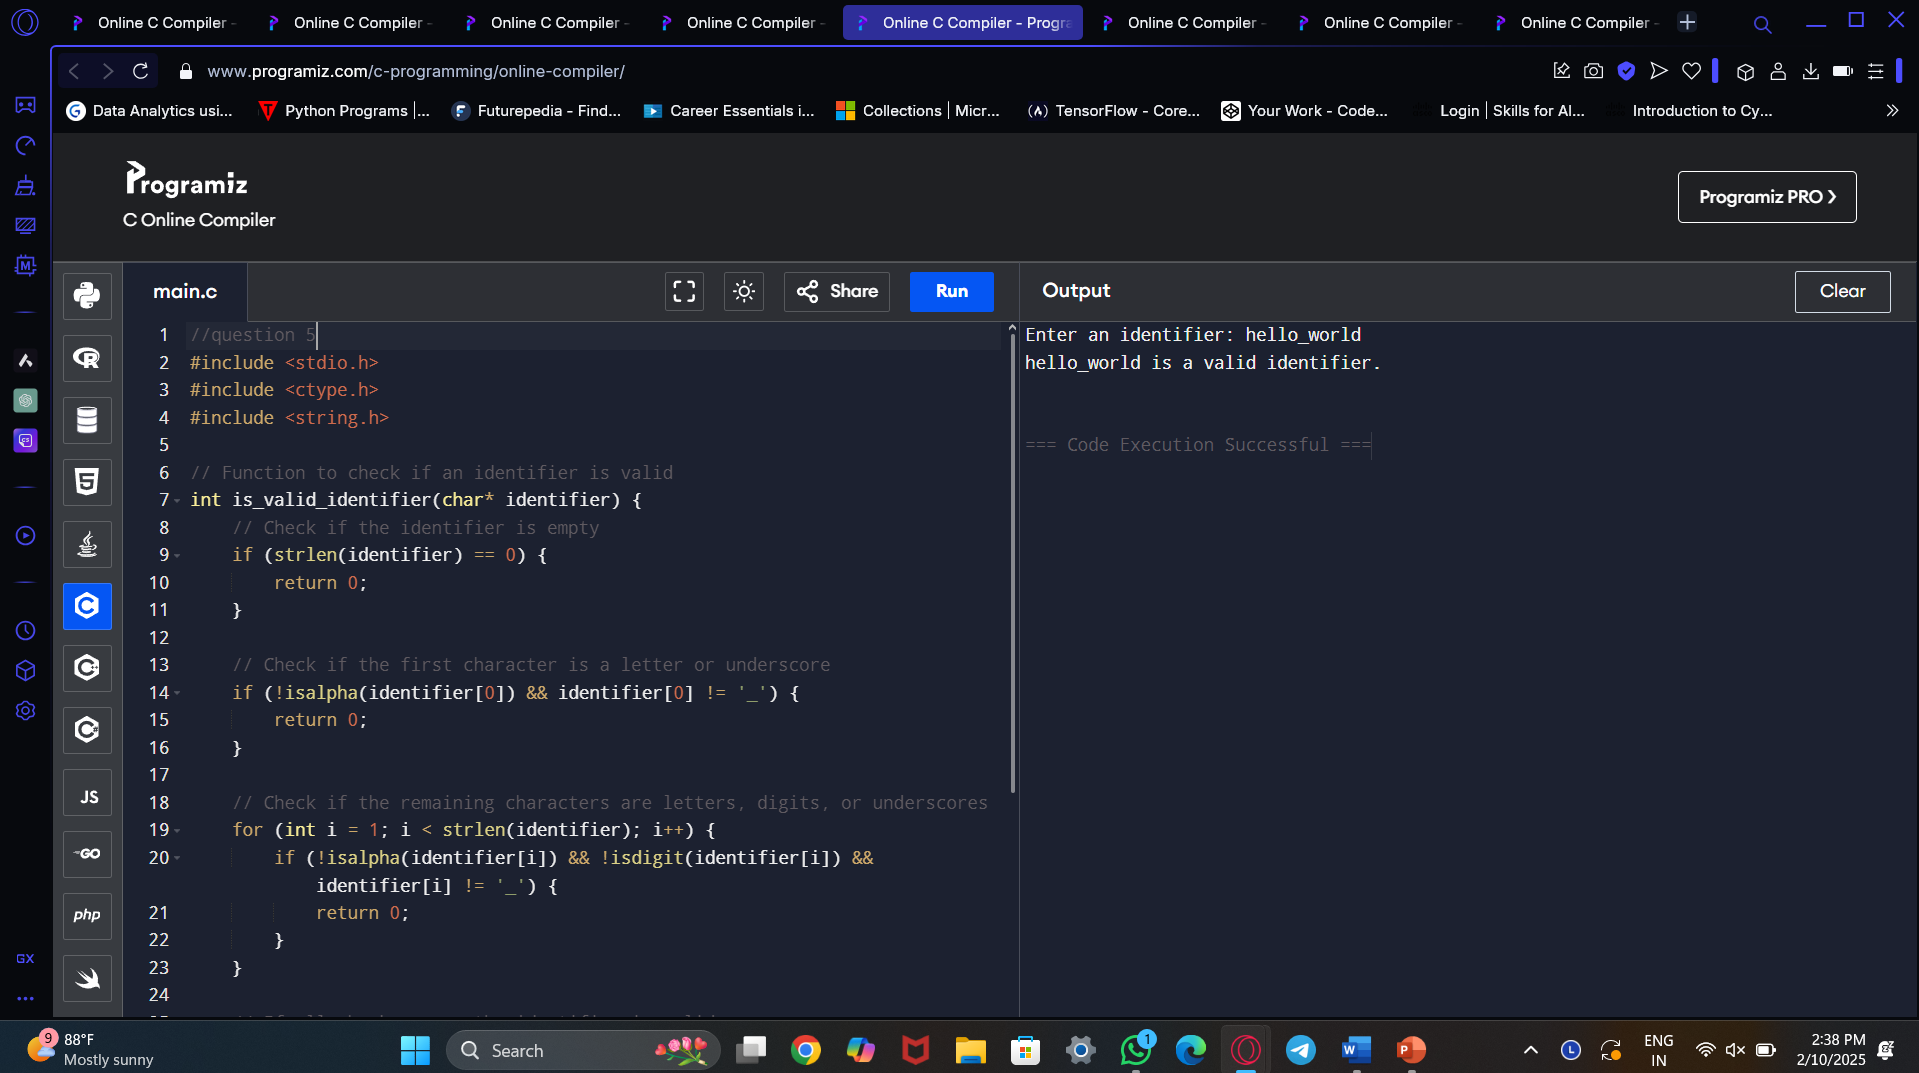 Online C Compiler -
Online C Compiler -
Online C Compiler -
Online C Compiler -
Online C Compiler - Progra
Online C Compiler -
Online C Compiler -
Online C Compiler -
www.programiz.com/c-programming/online-compiler/
Data Analytics usi...
Python Programs |...
Futurepedia - Find...
Career Essentials i...
Collections | Micr...
TensorFlow - Core...
Your Work - Code...
Login | Skills for Al...
Introduction to Cy...
Programiz
C Online Compiler
Programiz PRO
main.c
Share
Run
Output
Clear
1 //question 5
2 #include <stdio.h>
3 #include <ctype.h>
4 #include <string.h>
5
6 // Function to check if an identifier is valid
7 int is_valid_identifier(char* identifier) {
8 // Check if the identifier is empty
9 if (strlen(identifier) == 0) {
10 return 0;
11 }
12
13 // Check if the first character is a letter or underscore
14 if (!isalpha(identifier[0]) && identifier[0] != '_') {
15 return 0;
16 }
17
18 // Check if the remaining characters are letters, digits, or underscores
19 for (int i = 1; i < strlen(identifier); i++) {
20 if (!isalpha(identifier[i]) && !isdigit(identifier[i]) &&
identifier[i] != '_') {
21 return 0;
22 }
23 }
24
Enter an identifier: hello_world
hello_world is a valid identifier.
=== Code Execution Successful ===
JS
GO
php
M
GX
9
88°F
Mostly sunny
Search
1
ENG
IN
2:38 PM
2/10/2025